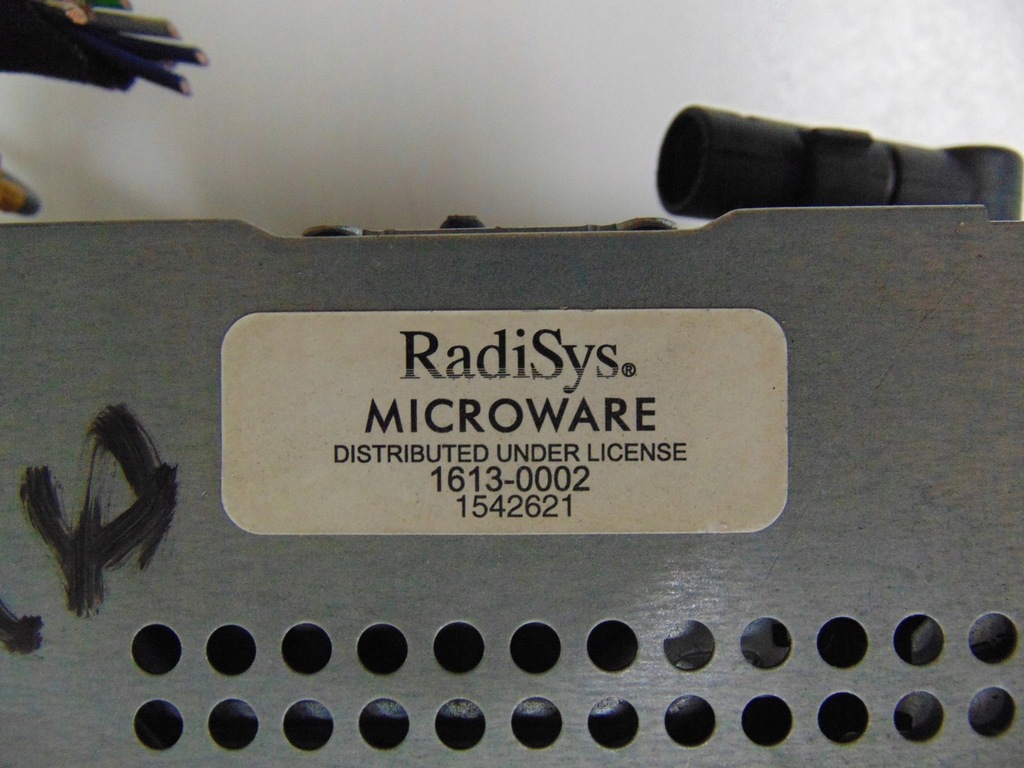 RadiSys®
MICROWARE
DISTRIBUTED UNDER LICENSE
1613-0002
1542621